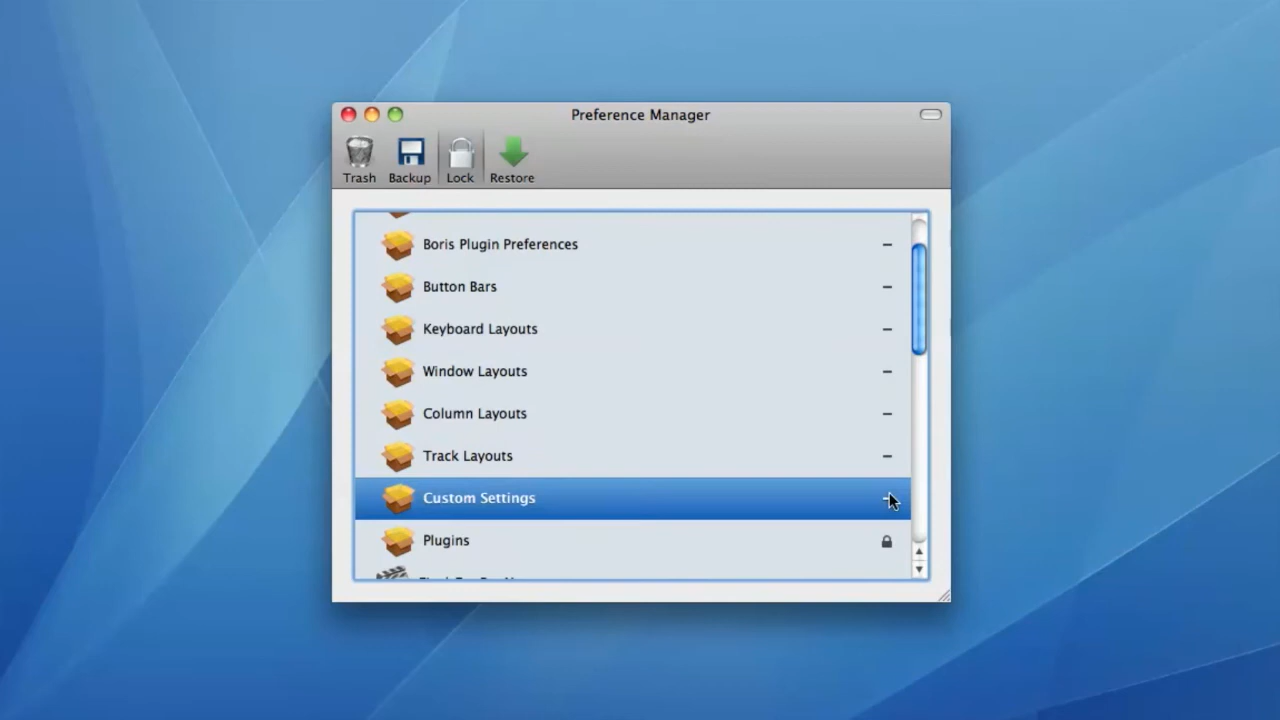 Preference Manager
Trash Backup Lock Restore
Boris Plugin Preferences
Button Bars
Keyboard Layouts
Window Layouts
Column Layouts
Track Layouts
Custom Settings
Plugins